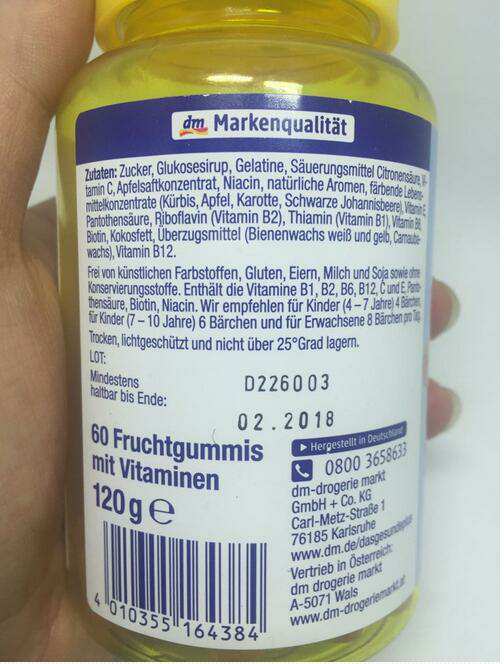 dm Markenqualität
Zutaten: Zucker, Glukosesirup, Gelatine, Säuerungsmittel Citronensäure, Vi-
tamin C, Apfelsaftkonzentrat, Niacin, natürliche Aromen, färbende Lebens-
mittelkonzentrate (Kürbis, Apfel, Karotte, Schwarze Johannisbeere), Vitamin E,
Pantothensäure, Riboflavin (Vitamin B2), Thiamin (Vitamin B1), Vitamin B6,
Biotin, Kokosfett, Überzugsmittel (Bienenwachs weiß und gelb, Carnauba-
wachs), Vitamin B12.
Frei von künstlichen Farbstoffen, Gluten, Eiern, Milch und Soja sowie ohne
Konservierungsstoffe. Enthält die Vitamine B1, B2, B6, B12, C und E, Panto-
thensäure, Biotin, Niacin. Wir empfehlen für Kinder (4 – 7 Jahre) 4 Bärchen,
für Kinder (7 – 10 Jahre) 6 Bärchen und für Erwachsene 8 Bärchen pro Tag.
Trocken, lichtgeschützt und nicht über 25°Grad lagern.
LOT:
D226003
Mindestens
haltbar bis Ende:
02.2018
60 Fruchtgummis
mit Vitaminen
120 g e
Hergestellt in Deutschland
0800 3658633
dm-drogerie markt
GmbH + Co. KG
Carl-Metz-Straße 1
76185 Karlsruhe
www.dm.de/dasgesundeplus
Vertrieb in Österreich:
dm drogerie markt
A-5071 Wals
www.dm-drogeriemarkt.at
4 010355 164384